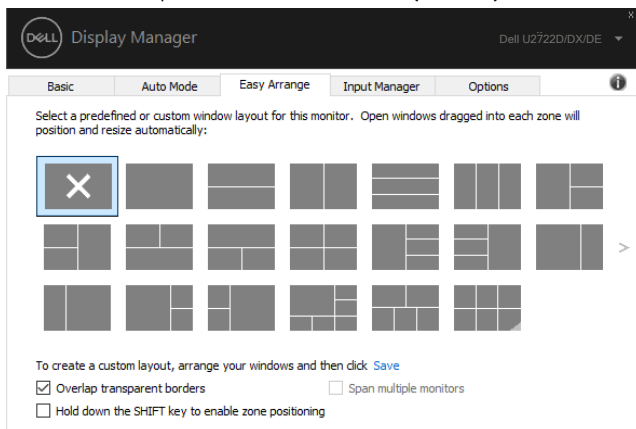 DELL Display Manager
Dell U2722D/DX/DE
Basic Auto Mode Easy Arrange Input Manager Options
Select a predefined or custom window layout for this monitor. Open windows dragged into each zone will
position and resize automatically:
To create a custom layout, arrange your windows and then click Save
Overlap transparent borders
Span multiple monitors
Hold down the SHIFT key to enable zone positioning